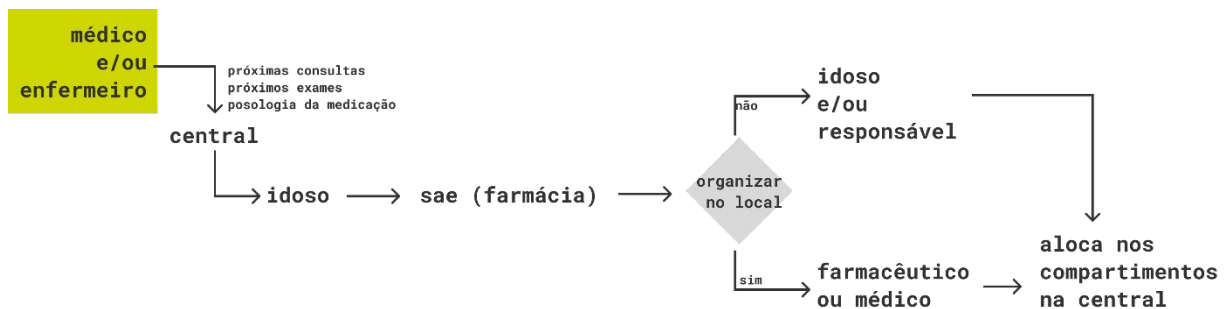 médico
e/ou
enfermeiro
próximas consultas
próximos exames
posologia da medicação
central
idoso
sae (farmácia)
organizar
no local
não
idoso
e/ou
responsável
sim
farmacêutico
ou médico
aloca nos
compartimentos
na central